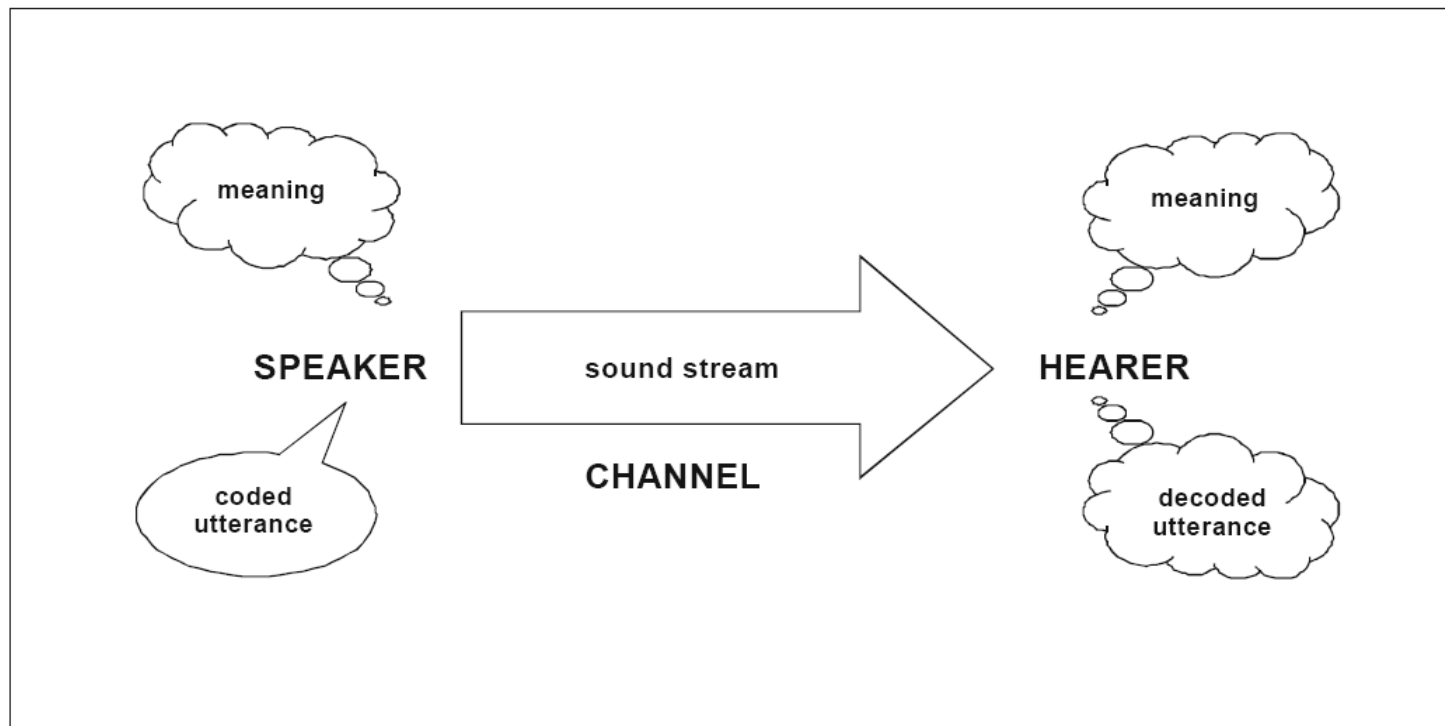 meaning
meaning
SPEAKER
sound stream
HEARER
CHANNEL
coded
utterance
decoded
utterance